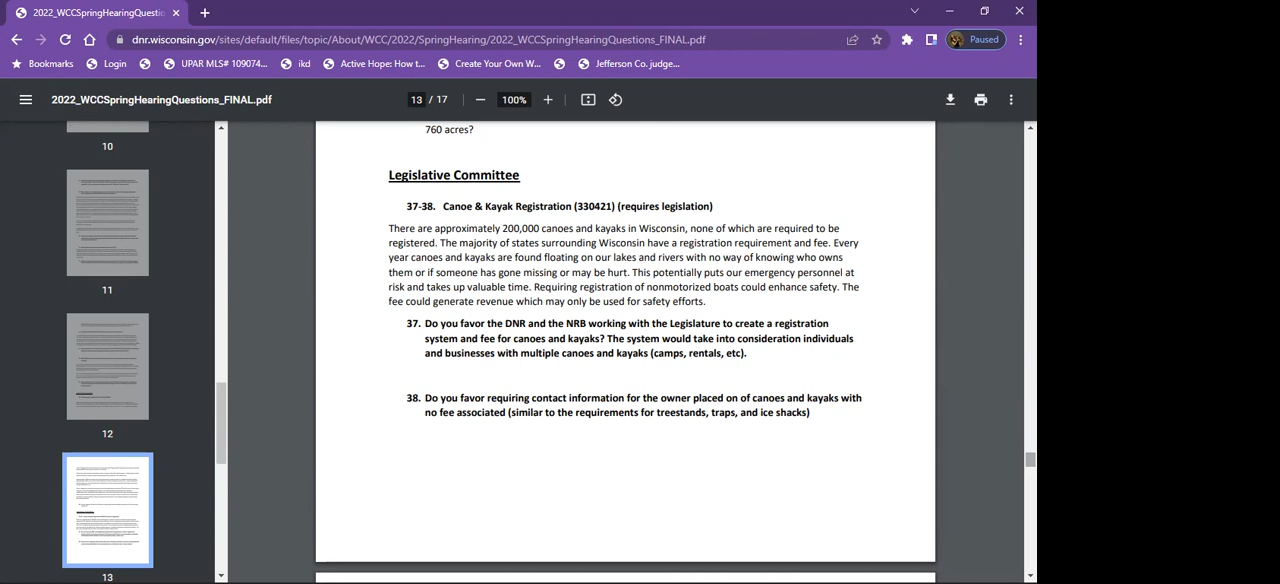 2022_WCCSpringHearingQuestio
dnr.wisconsin.gov/sites/default/files/topic/About/WCC/2022/SpringHearing/2022_WCCSpringHearingQuestions_FINAL.pdf
Paused
Bookmarks Login UPAR MLS# 109074... ikd Active Hope: How t... Create Your Own W... Jefferson Co. judge...
2022_WCCSpringHearingQuestions_FINAL.pdf 13 / 17 100%
10
11
12
13
760 acres?
Legislative Committee
37-38. Canoe & Kayak Registration (330421) (requires legislation)
There are approximately 200,000 canoes and kayaks in Wisconsin, none of which are required to be
registered. The majority of states surrounding Wisconsin have a registration requirement and fee. Every
year canoes and kayaks are found floating on our lakes and rivers with no way of knowing who owns
them or if someone has gone missing or may be hurt. This potentially puts our emergency personnel at
risk and takes up valuable time. Requiring registration of nonmotorized boats could enhance safety. The
fee could generate revenue which may only be used for safety efforts.
37. Do you favor the DNR and the NRB working with the Legislature to create a registration
system and fee for canoes and kayaks? The system would take into consideration individuals
and businesses with multiple canoes and kayaks (camps, rentals, etc).
38. Do you favor requiring contact information for the owner placed on of canoes and kayaks with
no fee associated (similar to the requirements for treestands, traps, and ice shacks)